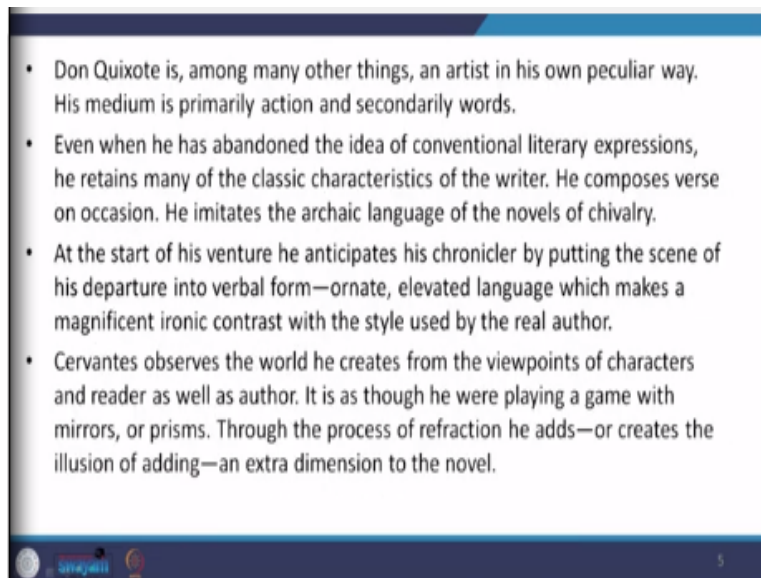 • Don Quixote is, among many other things, an artist in his own peculiar way.
His medium is primarily action and secondarily words.
• Even when he has abandoned the idea of conventional literary expressions,
he retains many of the classic characteristics of the writer. He composes verse
on occasion. He imitates the archaic language of the novels of chivalry.
• At the start of his venture he anticipates his chronicler by putting the scene of
his departure into verbal form—ornate, elevated language which makes a
magnificent ironic contrast with the style used by the real author.
• Cervantes observes the world he creates from the viewpoints of characters
and reader as well as author. It is as though he were playing a game with
mirrors, or prisms. Through the process of refraction he adds—or creates the
illusion of adding—an extra dimension to the novel.
swayam
5